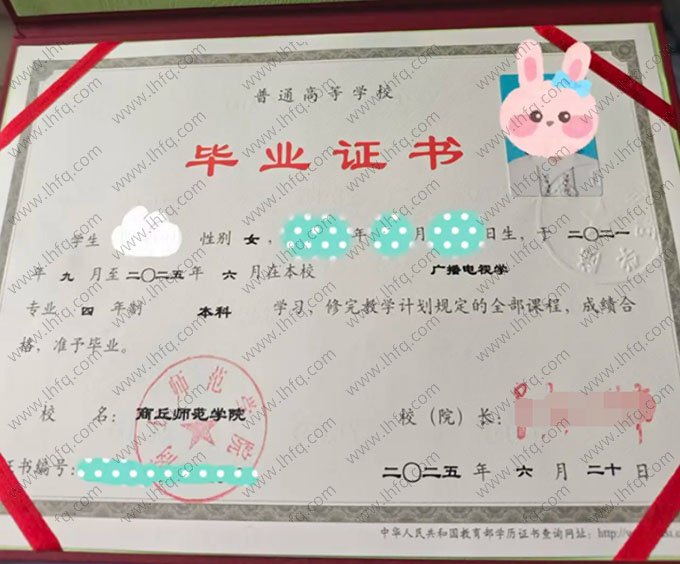 普通高等学校
毕业证书
学生 性别 女， 年 月 日生，于 二〇二一
年 九 月至 二〇二五 年 六 月在本校 广播电视学
专业 四 年制 本科 学习，修完教学计划规定的全部课程，成绩合
格，准予毕业。
校 名：商丘师范学院 校（院）长：
证书编号：
二〇二五 年 六 月 二十 日
中华人民共和国教育部学历证书查询网址：http://w
www.lhfq.com